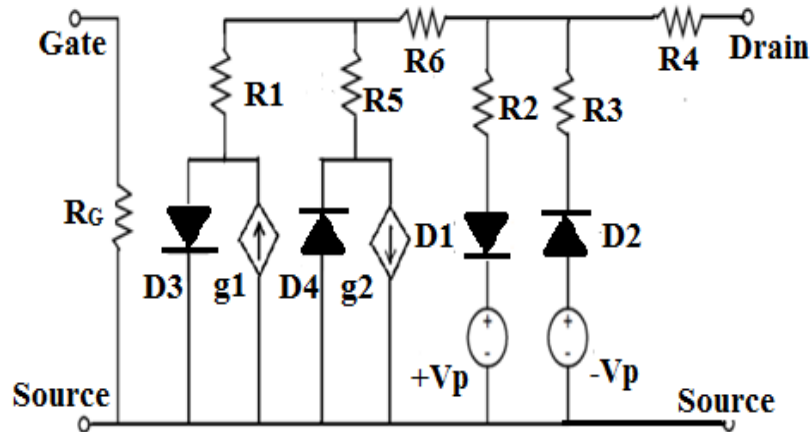 Gate
R6
R4
Drain
R1
R5
R2
R3
RG
D3
g1
D4
g2
D1
D2
+
-
+
-
+Vp
-Vp
Source
Source